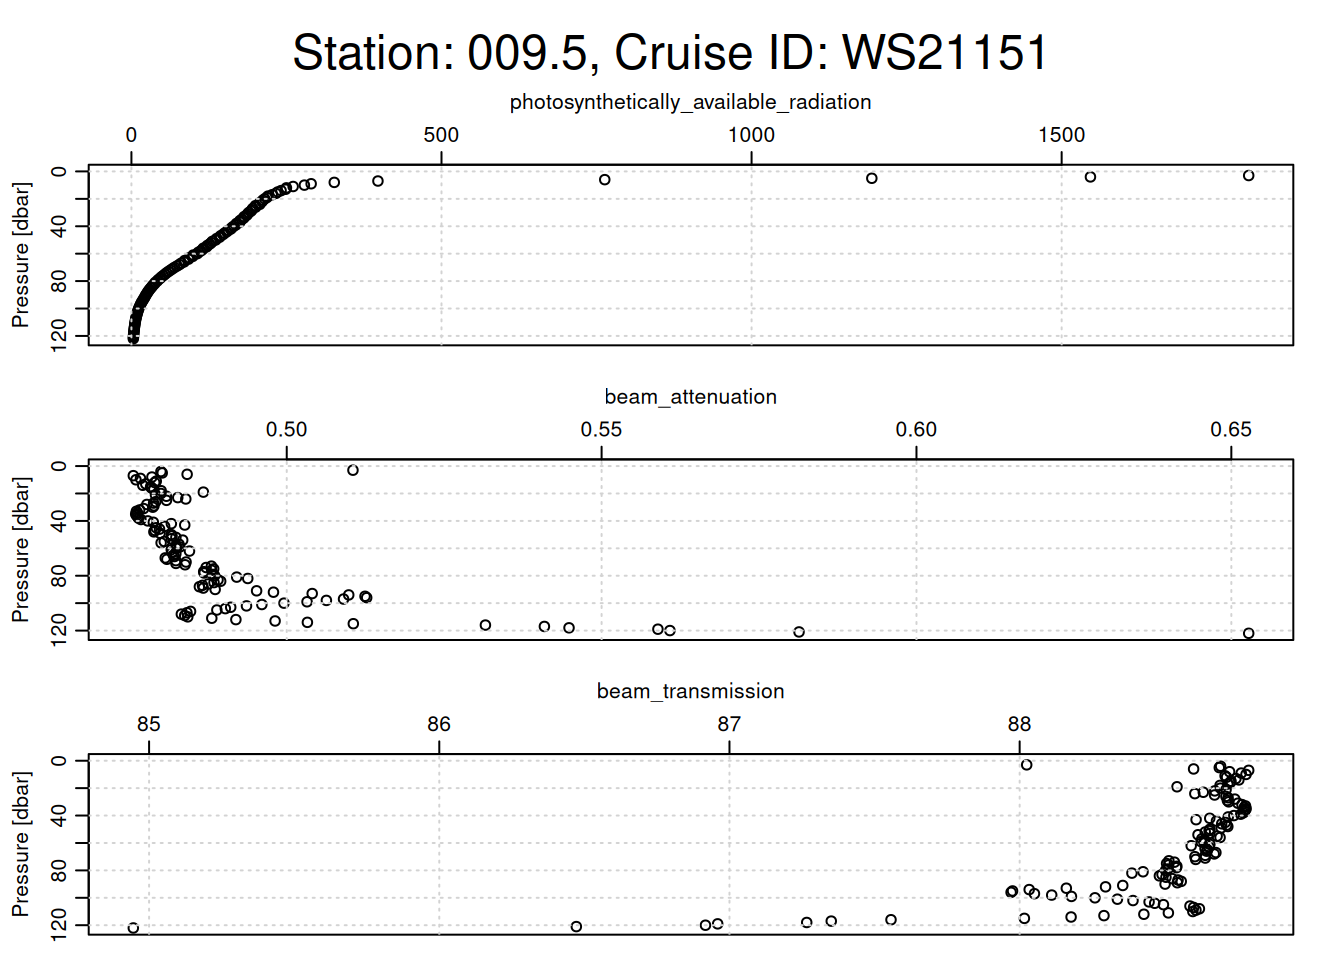 Station: 009.5, Cruise ID: WS21151
photosynthetically_available_radiation
0 500 1000 1500
Pressure [dbar]
0 40 80 120
beam_attenuation
0.50 0.55 0.60 0.65
Pressure [dbar]
0 40 80 120
beam_transmission
85 86 87 88
Pressure [dbar]
0 40 80 120